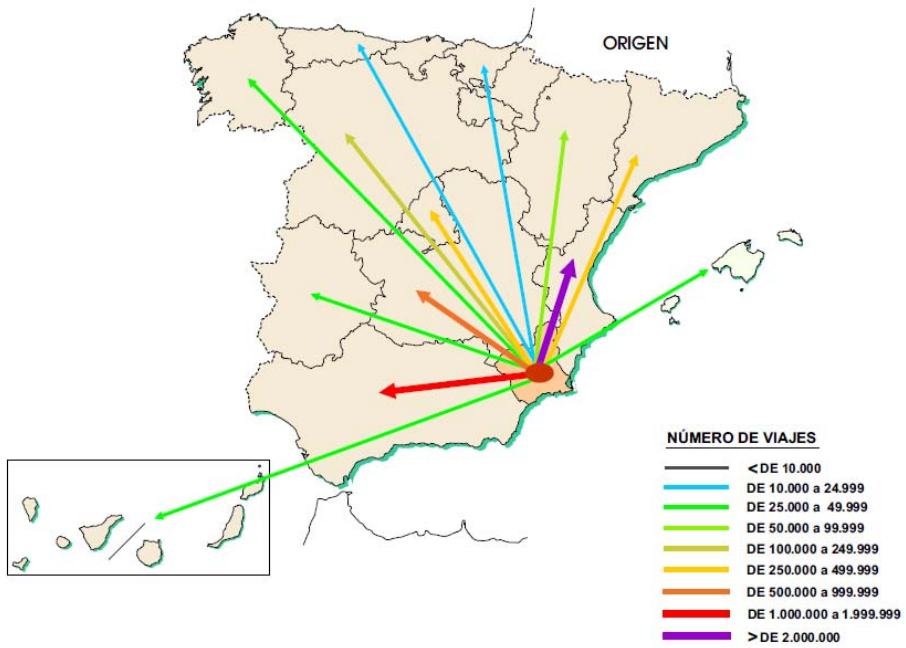 ORIGEN
NÚMERO DE VIAJES
< DE 10.000
DE 10.000 a 24.999
DE 25.000 a 49.999
DE 50.000 a 99.999
DE 100.000 a 249.999
DE 250.000 a 499.999
DE 500.000 a 999.999
DE 1.000.000 a 1.999.999
> DE 2.000.000